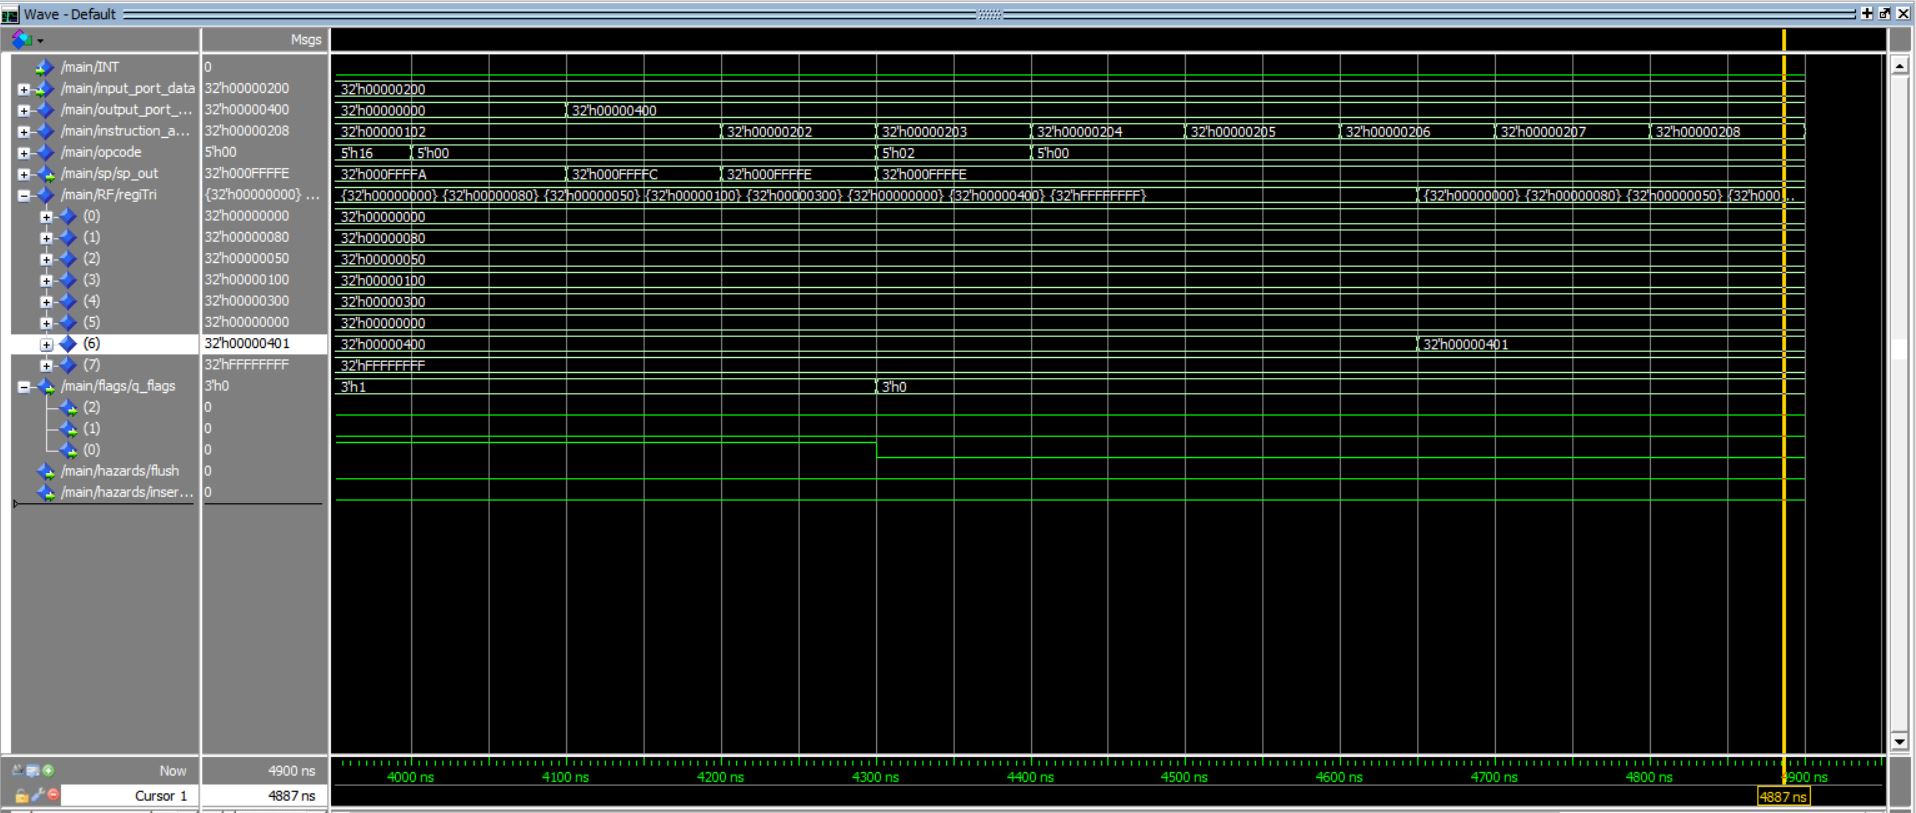 Wave - Default
Msgs
/main/INT 0
/main/input_port_data 32'h00000200 32'h00000200
/main/output_port_... 32'h00000400 32'h00000000 32'h00000400
/main/instruction_a... 32'h00000208 32'h00000102 32'h00000202 32'h00000203 32'h00000204 32'h00000205 32'h00000206 32'h00000207 32'h00000208
/main/opcode 5'h00 5'h16 5'h00 5'h02 5'h00
/main/sp/sp_out 32'h000FFFFE 32'h000FFFFA 32'h000FFFFC 32'h000FFFFE 32'h000FFFFE
/main/RF/regiTri {32'h00000000} ... {32'h00000000} {32'h00000080} {32'h00000050} {32'h00000100} {32'h00000300} {32'h00000000} {32'h00000400} {32'hFFFFFFFF} {32'h00000000} {32'h00000080} {32'h00000050} {32'h000...
(0) 32'h00000000 32'h00000000
(1) 32'h00000080 32'h00000080
(2) 32'h00000050 32'h00000050
(3) 32'h00000100 32'h00000100
(4) 32'h00000300 32'h00000300
(5) 32'h00000000 32'h00000000
(6) 32'h00000401 32'h00000400 32'h00000401
(7) 32'hFFFFFFFF 32'hFFFFFFFF
/main/flags/q_flags 3'h0 3'h1 3'h0
(2) 0
(1) 0
(0) 0
/main/hazards/flush 0
/main/hazards/inser... 0
Now 4900 ns 4000 ns 4100 ns 4200 ns 4300 ns 4400 ns 4500 ns 4600 ns 4700 ns 4800 ns 4900 ns
Cursor 1 4887 ns 4887 ns